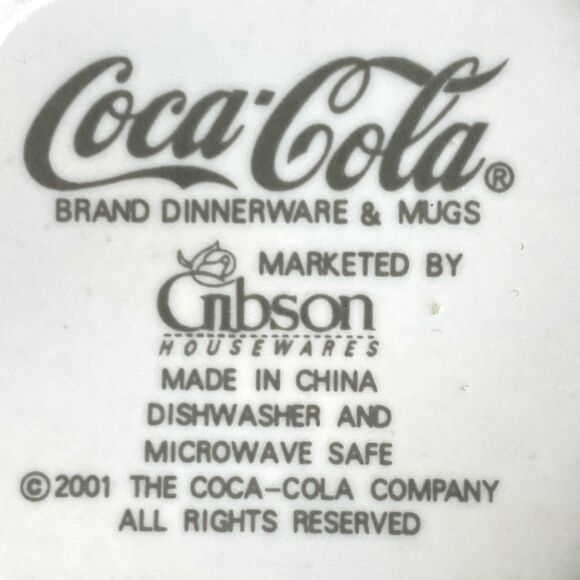 Coca-Cola®
BRAND DINNERWARE & MUGS
MARKETED BY
Gibson
HOUSEWARES
MADE IN CHINA
DISHWASHER AND
MICROWAVE SAFE
©2001 THE COCA-COLA COMPANY
ALL RIGHTS RESERVED